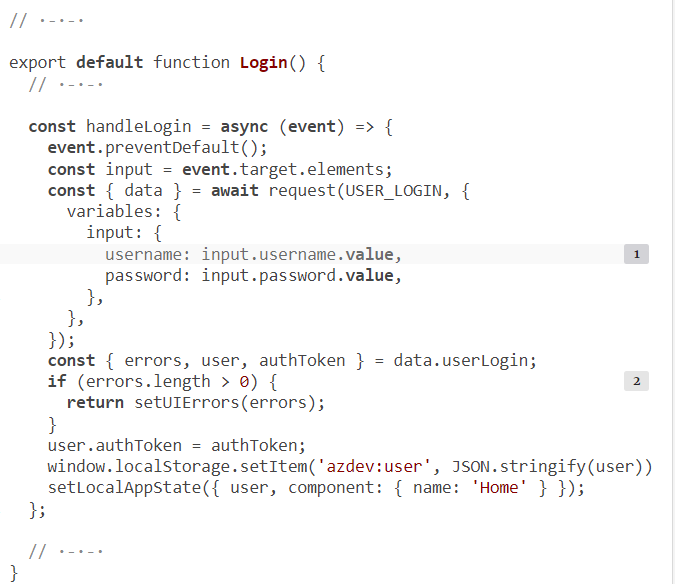 // ·-·-·
export default function Login() {
// ·-·-·
const handleLogin = async (event) => {
event.preventDefault();
const input = event.target.elements;
const { data } = await request(USER_LOGIN, {
variables: {
input: {
username: input.username.value, 1
password: input.password.value,
},
},
});
const { errors, user, authToken } = data.userLogin;
if (errors.length > 0) { 2
return setUIErrors(errors);
}
user.authToken = authToken;
window.localStorage.setItem('azdev:user', JSON.stringify(user))
setLocalAppState({ user, component: { name: 'Home' } });
};
// ·-·-·
}